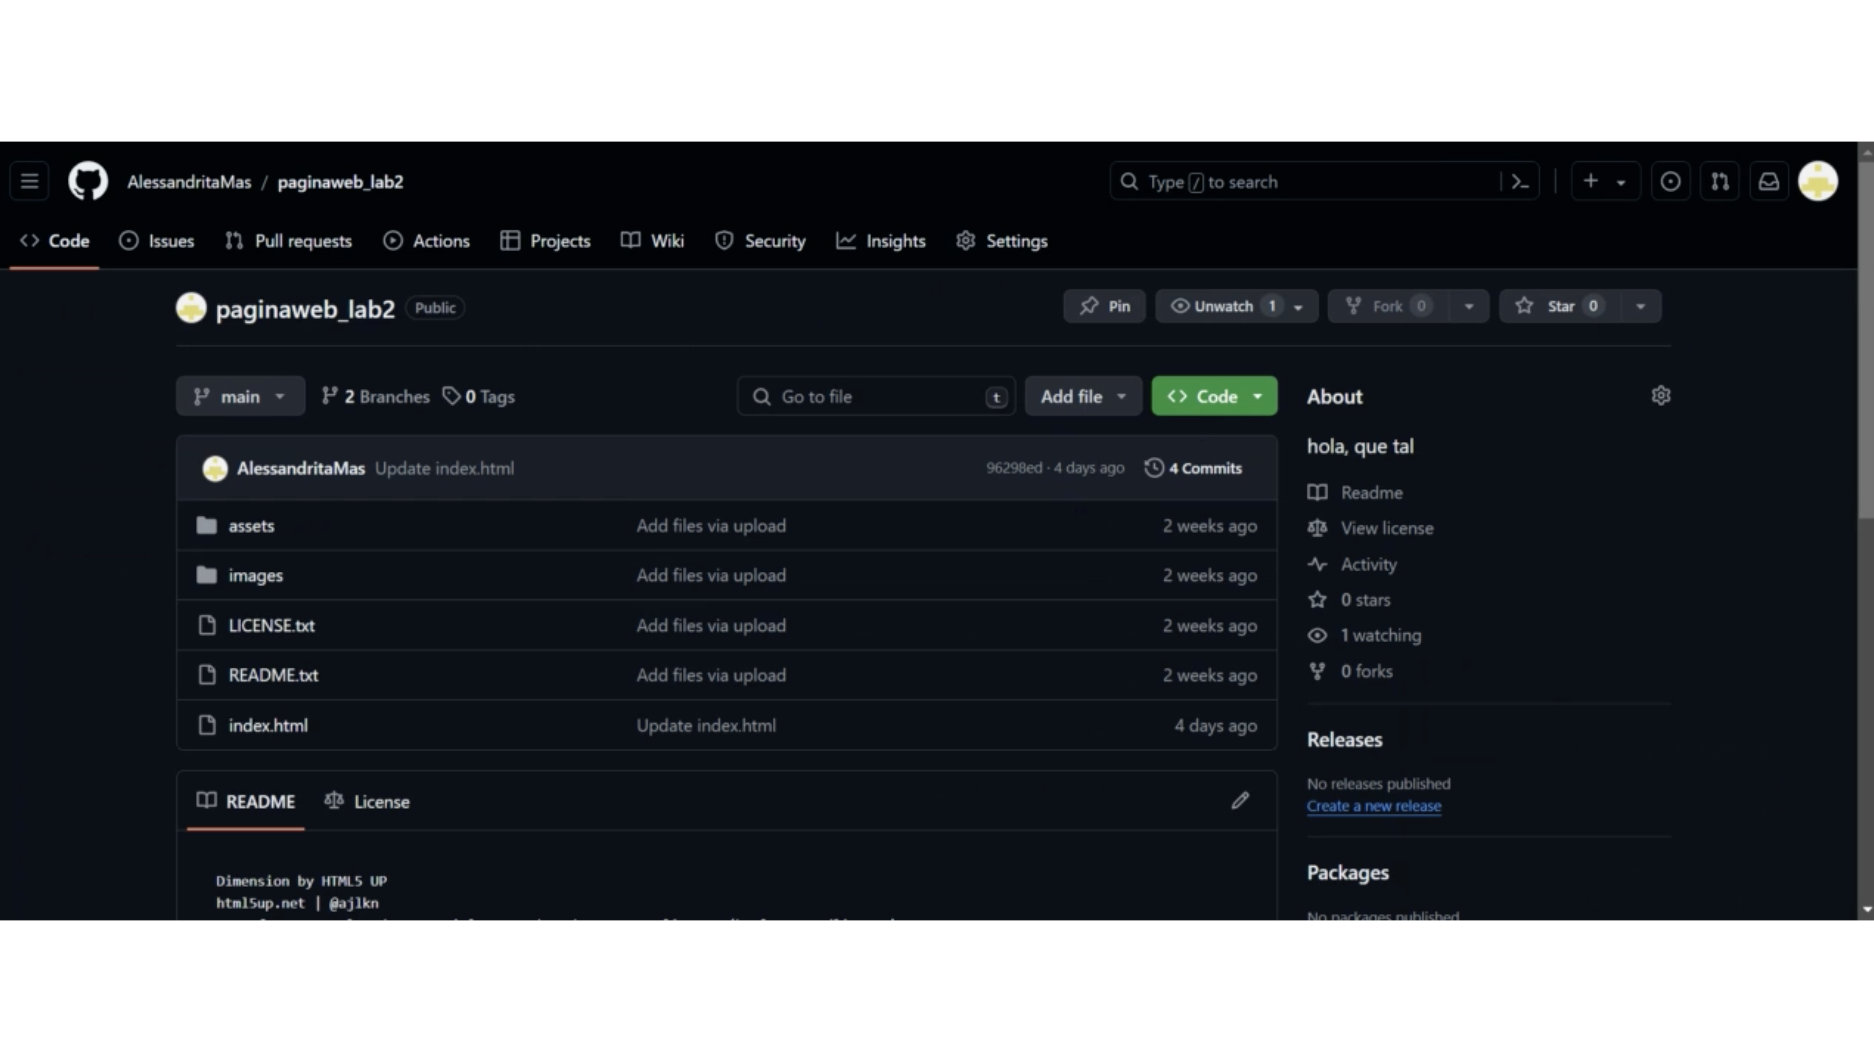 AlessandritaMas / paginaweb_lab2
Type / to search
Code Issues Pull requests Actions Projects Wiki Security Insights Settings
paginaweb_lab2 Public
Pin Unwatch 1 Fork 0 Star 0
main 2 Branches 0 Tags
Go to file t Add file Code
AlessandritaMas Update index.html 96298ed · 4 days ago 4 Commits
assets Add files via upload 2 weeks ago
images Add files via upload 2 weeks ago
LICENSE.txt Add files via upload 2 weeks ago
README.txt Add files via upload 2 weeks ago
index.html Update index.html 4 days ago
README License
Dimension by HTML5 UP
html5up.net | @ajlkn
About
hola, que tal
Readme
View license
Activity
0 stars
1 watching
0 forks
Releases
No releases published
Create a new release
Packages
No packages published